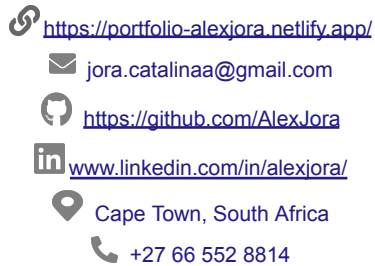 https://portfolio-alexjora.netlify.app/
jora.catalinaa@gmail.com
https://github.com/AlexJora
in www.linkedin.com/in/alexjora/
Cape Town, South Africa
+27 66 552 8814